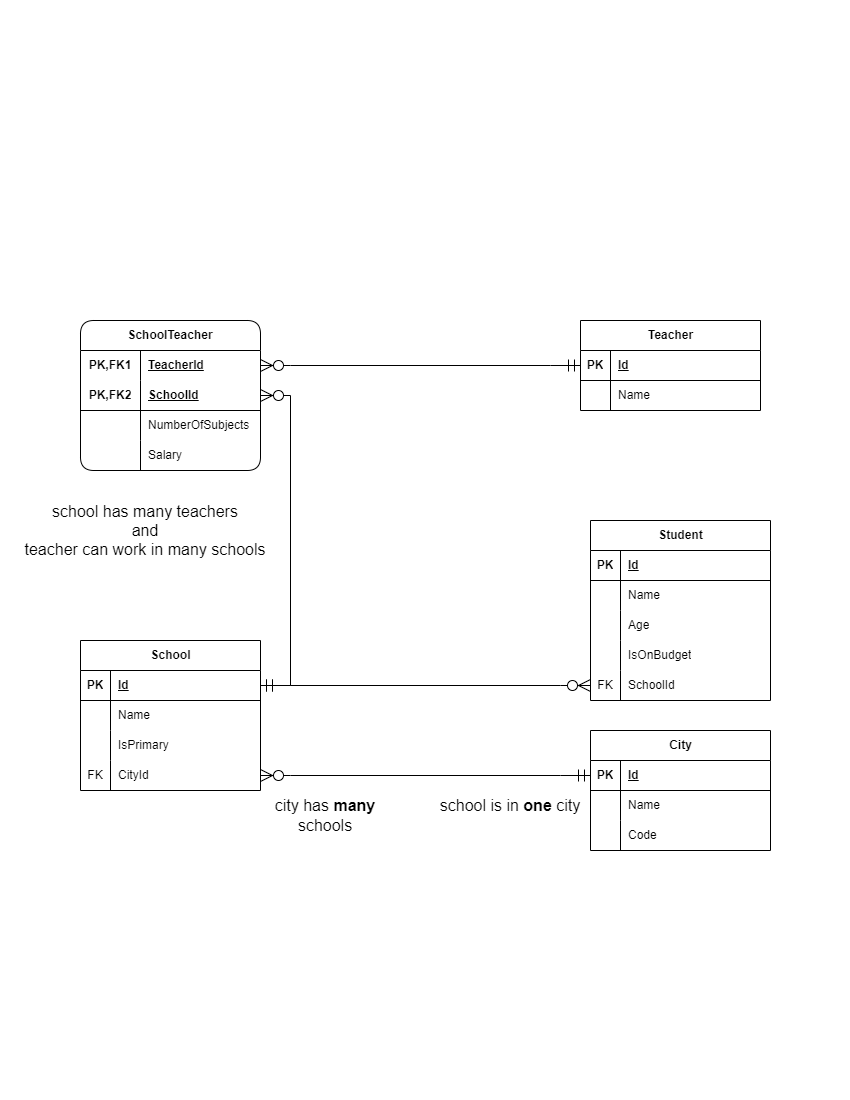 SchoolTeacher
PK,FK1 TeacherId
PK,FK2 SchoolId
NumberOfSubjects
Salary
Teacher
PK Id
Name
school has many teachers
and
teacher can work in many schools
Student
PK Id
Name
Age
IsOnBudget
FK SchoolId
School
PK Id
Name
IsPrimary
FK CityId
City
PK Id
Name
Code
city has many
schools
school is in one city